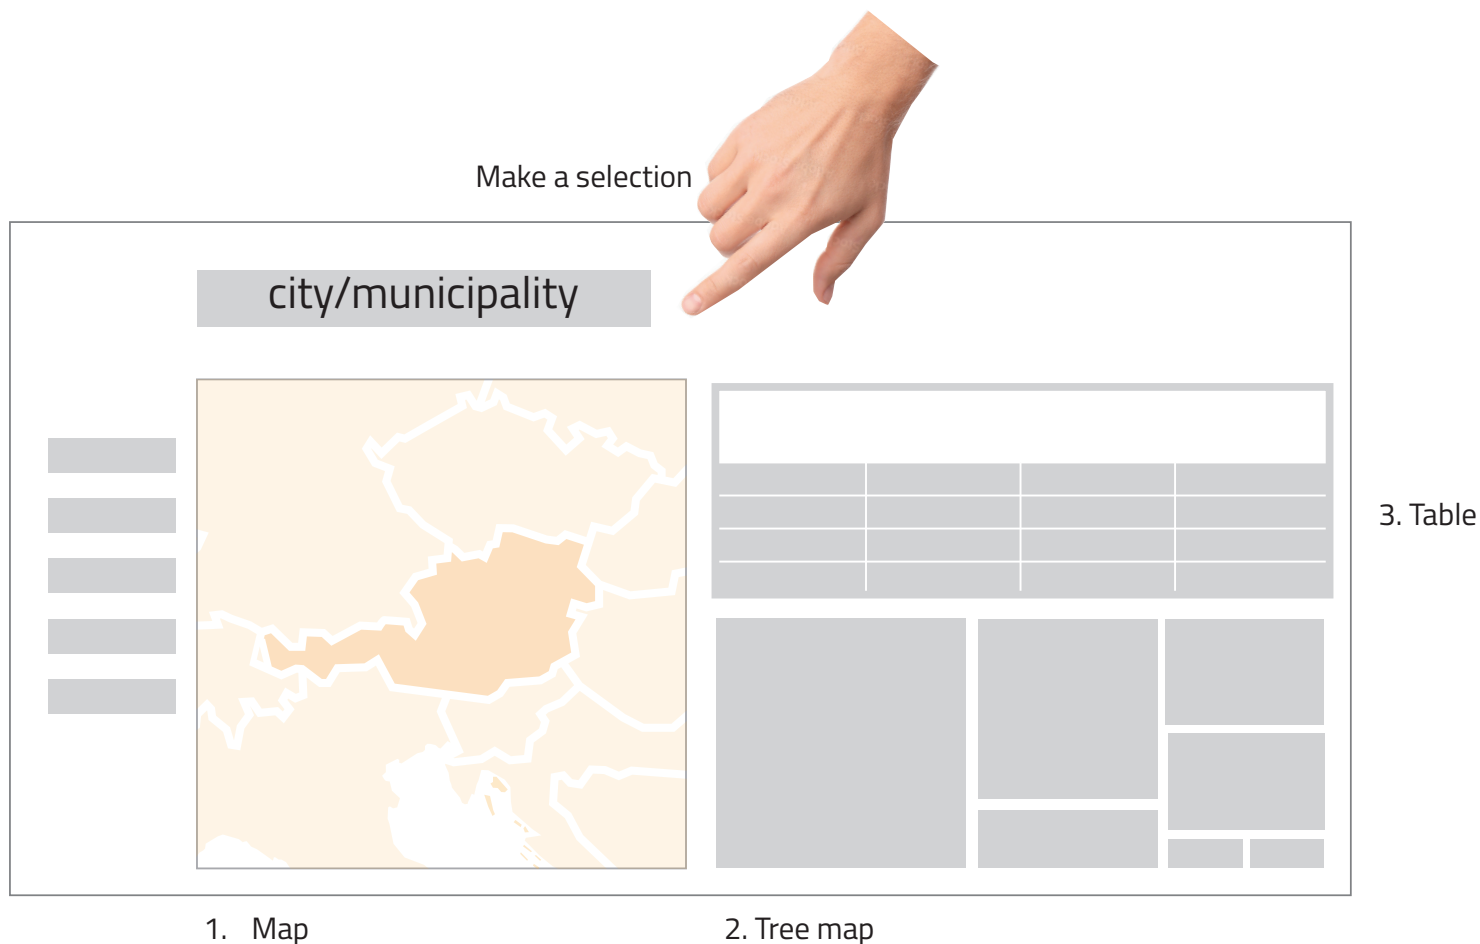 Make a selection
city/municipality
3. Table
1. Map
2. Tree map